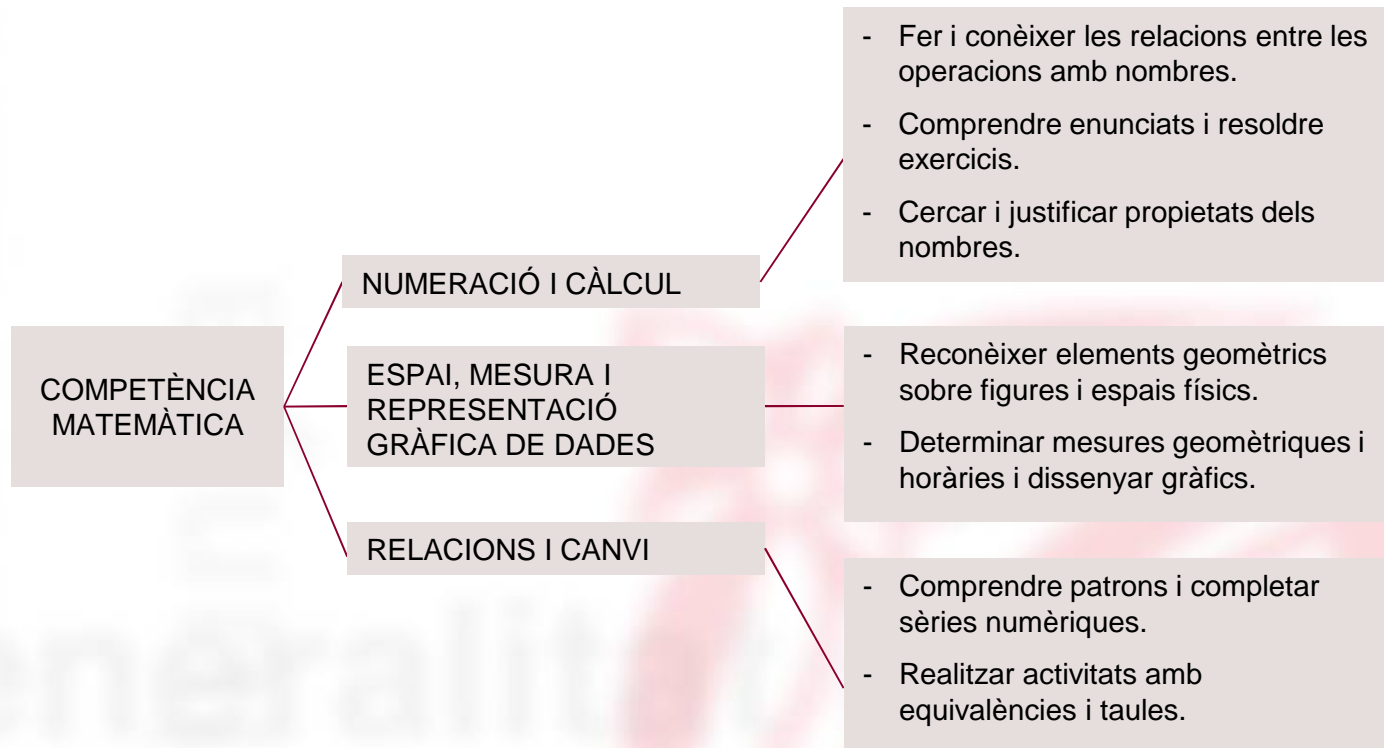 COMPETÈNCIA
MATEMÀTICA
NUMERACIÓ I CÀLCUL
- Fer i conèixer les relacions entre les
operacions amb nombres.
- Comprendre enunciats i resoldre
exercicis.
- Cercar i justificar propietats dels
nombres.
ESPAI, MESURA I
REPRESENTACIÓ
GRÀFICA DE DADES
- Reconèixer elements geomètrics
sobre figures i espais físics.
- Determinar mesures geomètriques i
horàries i dissenyar gràfics.
RELACIONS I CANVI
- Comprendre patrons i completar
sèries numèriques.
- Realitzar activitats amb
equivalències i taules.